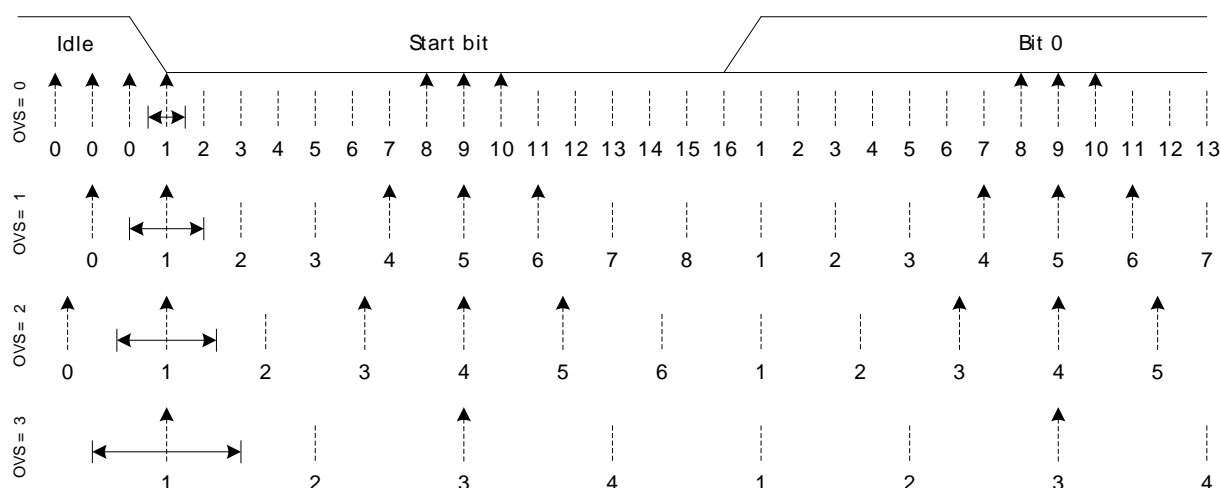 Idle Start bit Bit 0
OVS = 0
0 0 0 1 2 3 4 5 6 7 8 9 10 11 12 13 14 15 16 1 2 3 4 5 6 7 8 9 10 11 12 13
OVS = 1
0 1 2 3 4 5 6 7 8 1 2 3 4 5 6 7
OVS = 2
0 1 2 3 4 5 6 1 2 3 4 5
OVS = 3
1 2 3 4 1 2 3 4